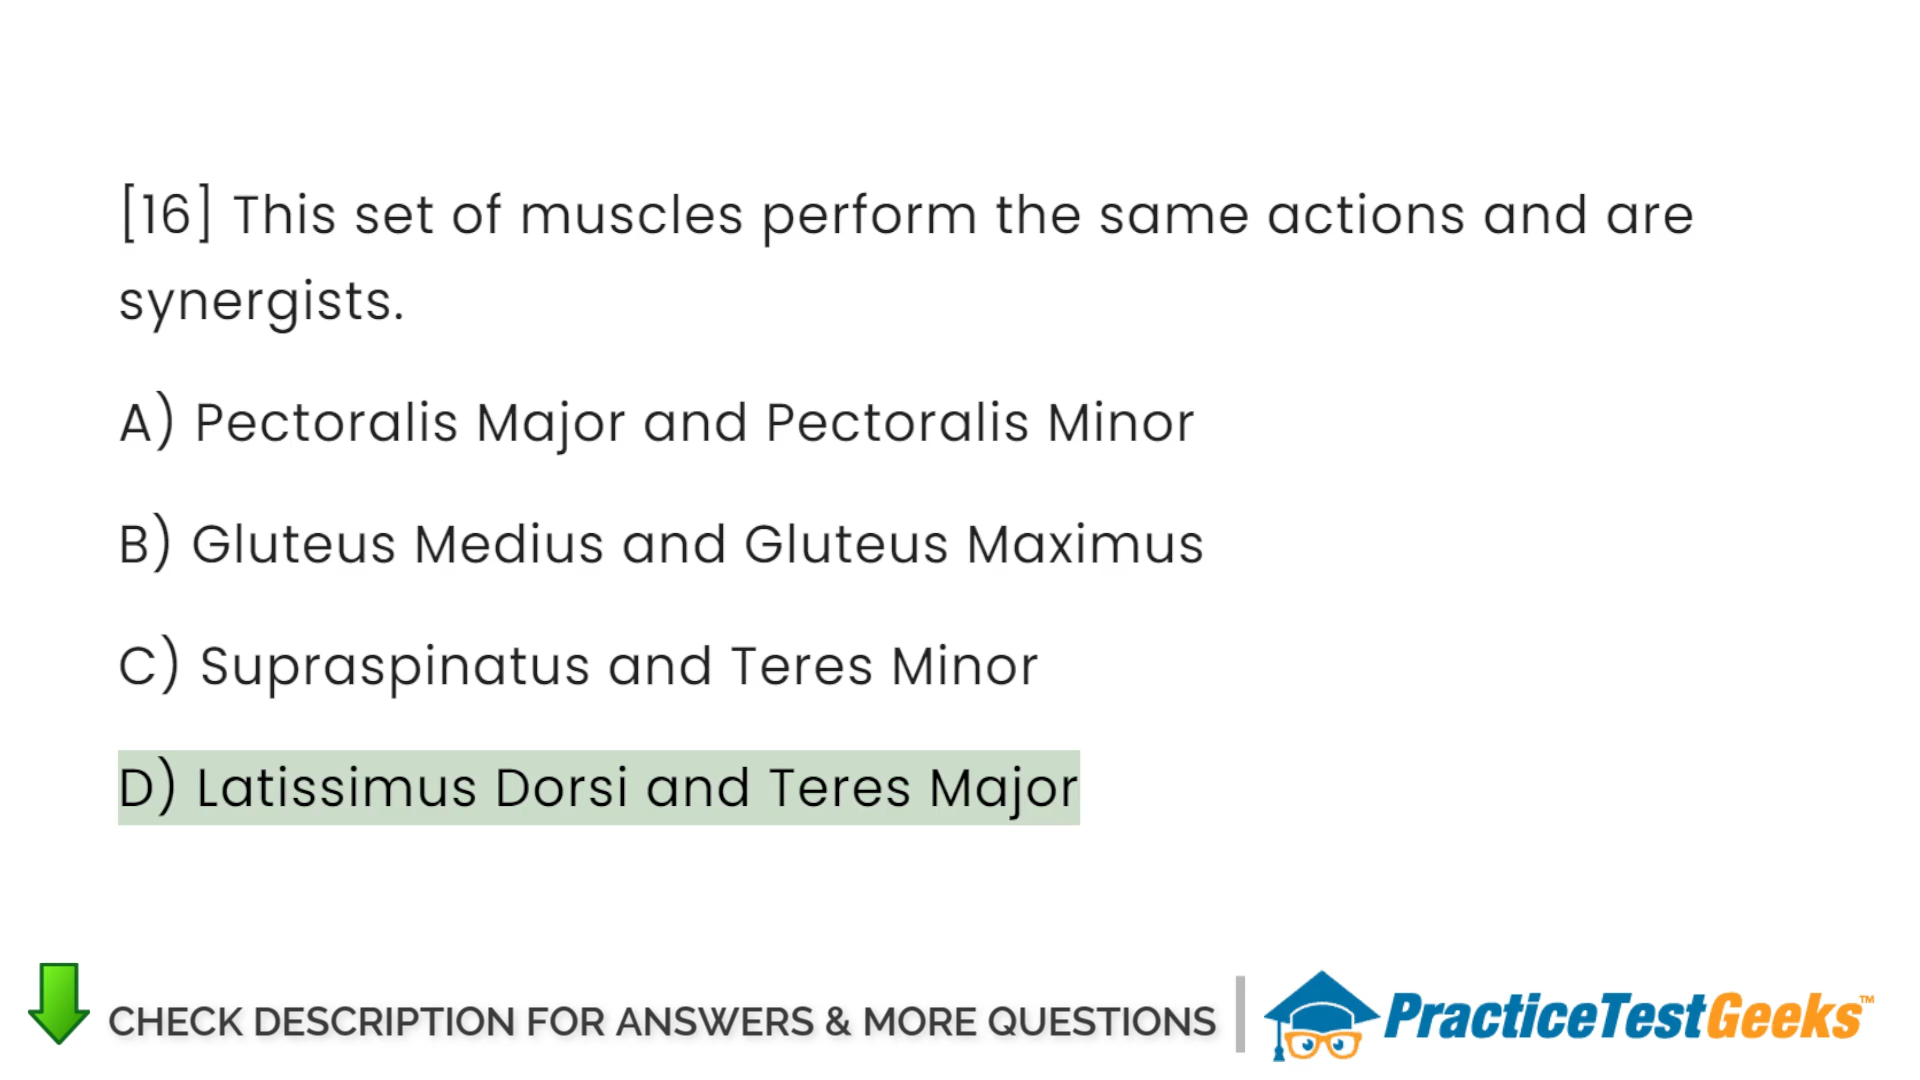 [16] This set of muscles perform the same actions and are
synergists.
A) Pectoralis Major and Pectoralis Minor
B) Gluteus Medius and Gluteus Maximus
C) Supraspinatus and Teres Minor
D) Latissimus Dorsi and Teres Major
CHECK DESCRIPTION FOR ANSWERS & MORE QUESTIONS
PracticeTestGeeks™